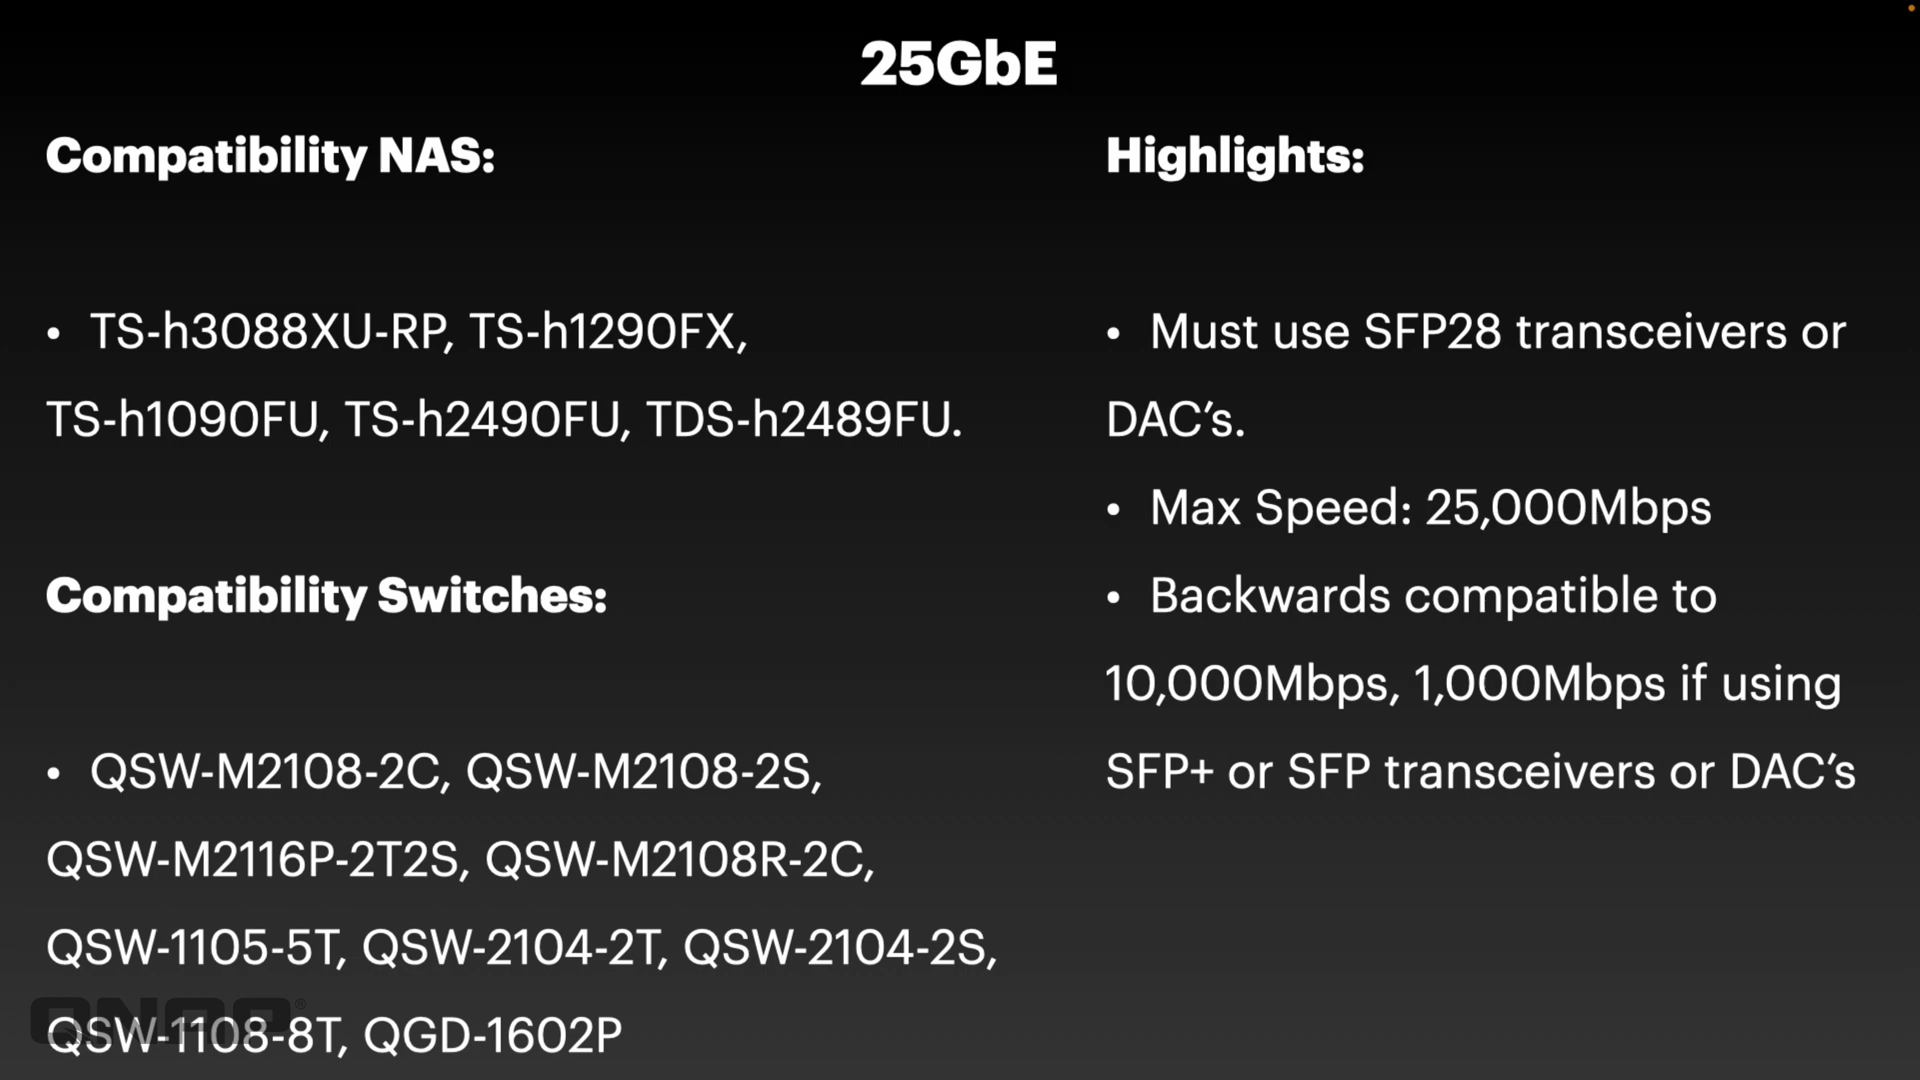 25GbE
Compatibility NAS:
• TS-h3088XU-RP, TS-h1290FX,
TS-h1090FU, TS-h2490FU, TDS-h2489FU.
Compatibility Switches:
• QSW-M2108-2C, QSW-M2108-2S,
QSW-M2116P-2T2S, QSW-M2108R-2C,
QSW-1105-5T, QSW-2104-2T, QSW-2104-2S,
QSW-1108-8T, QGD-1602P
QNAP®
Highlights:
• Must use SFP28 transceivers or
DAC’s.
• Max Speed: 25,000Mbps
• Backwards compatible to
10,000Mbps, 1,000Mbps if using
SFP+ or SFP transceivers or DAC’s